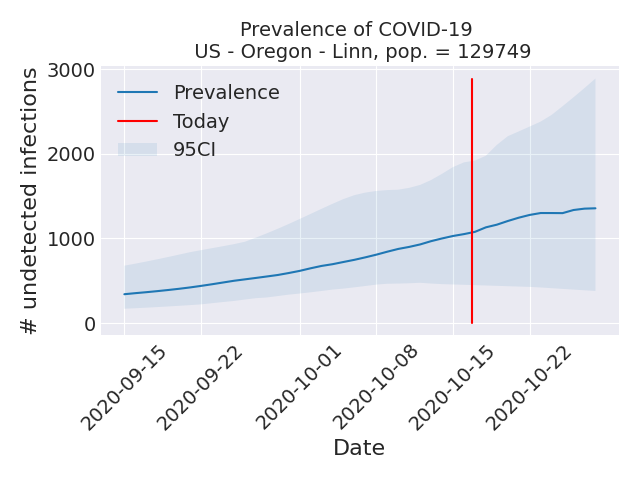 Prevalence of COVID-19
US - Oregon - Linn, pop. = 129749
# undetected infections
3000
2000
1000
0
Prevalence
Today
95CI
2020-09-15
2020-09-22
2020-10-01
2020-10-08
2020-10-15
2020-10-22
Date